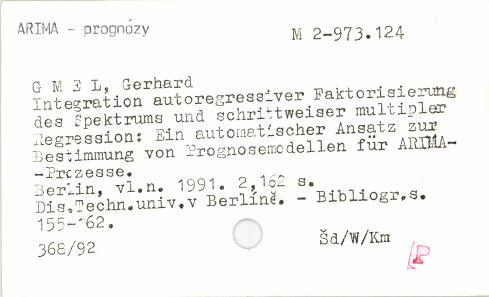 ARIMA - prognózy
M 2-973.124
G M E L, Gerhard
Integration autoregressiver Faktorisierung
des Spektrums und schrittweiser multipler
Regression: Ein automatischer Ansatz zur
Bestimmung von Prognosemodellen für ARIMA-
-Prozesse.
Berlin, vl.n. 1991. 2,162 s.
Dis.Techn.univ.v Berlíně. - Bibliogr.s.
155-162.
368/92
Šd/W/Km
LP